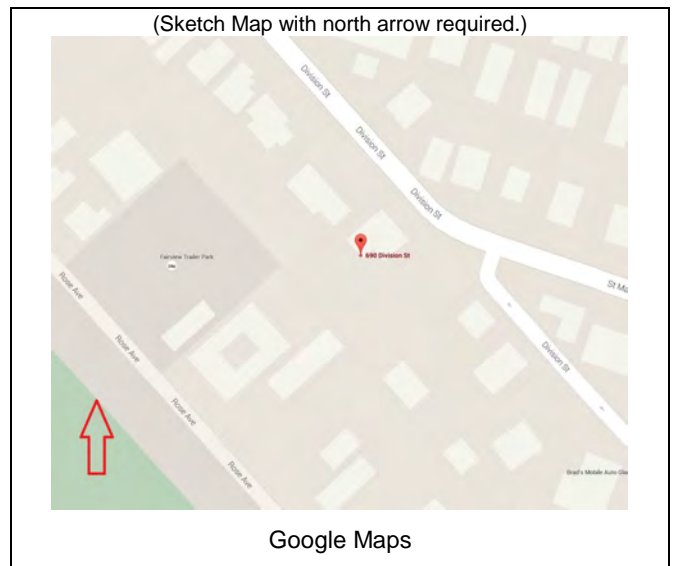 (Sketch Map with north arrow required.)
Division St
Division St
Division St
Fairview Trailer Park
690 Division St
Rose Ave
St Ma
Rose Ave
Division St
Rose Ave
Rose Ave
Brad's Mobile Auto Glas
Google Maps